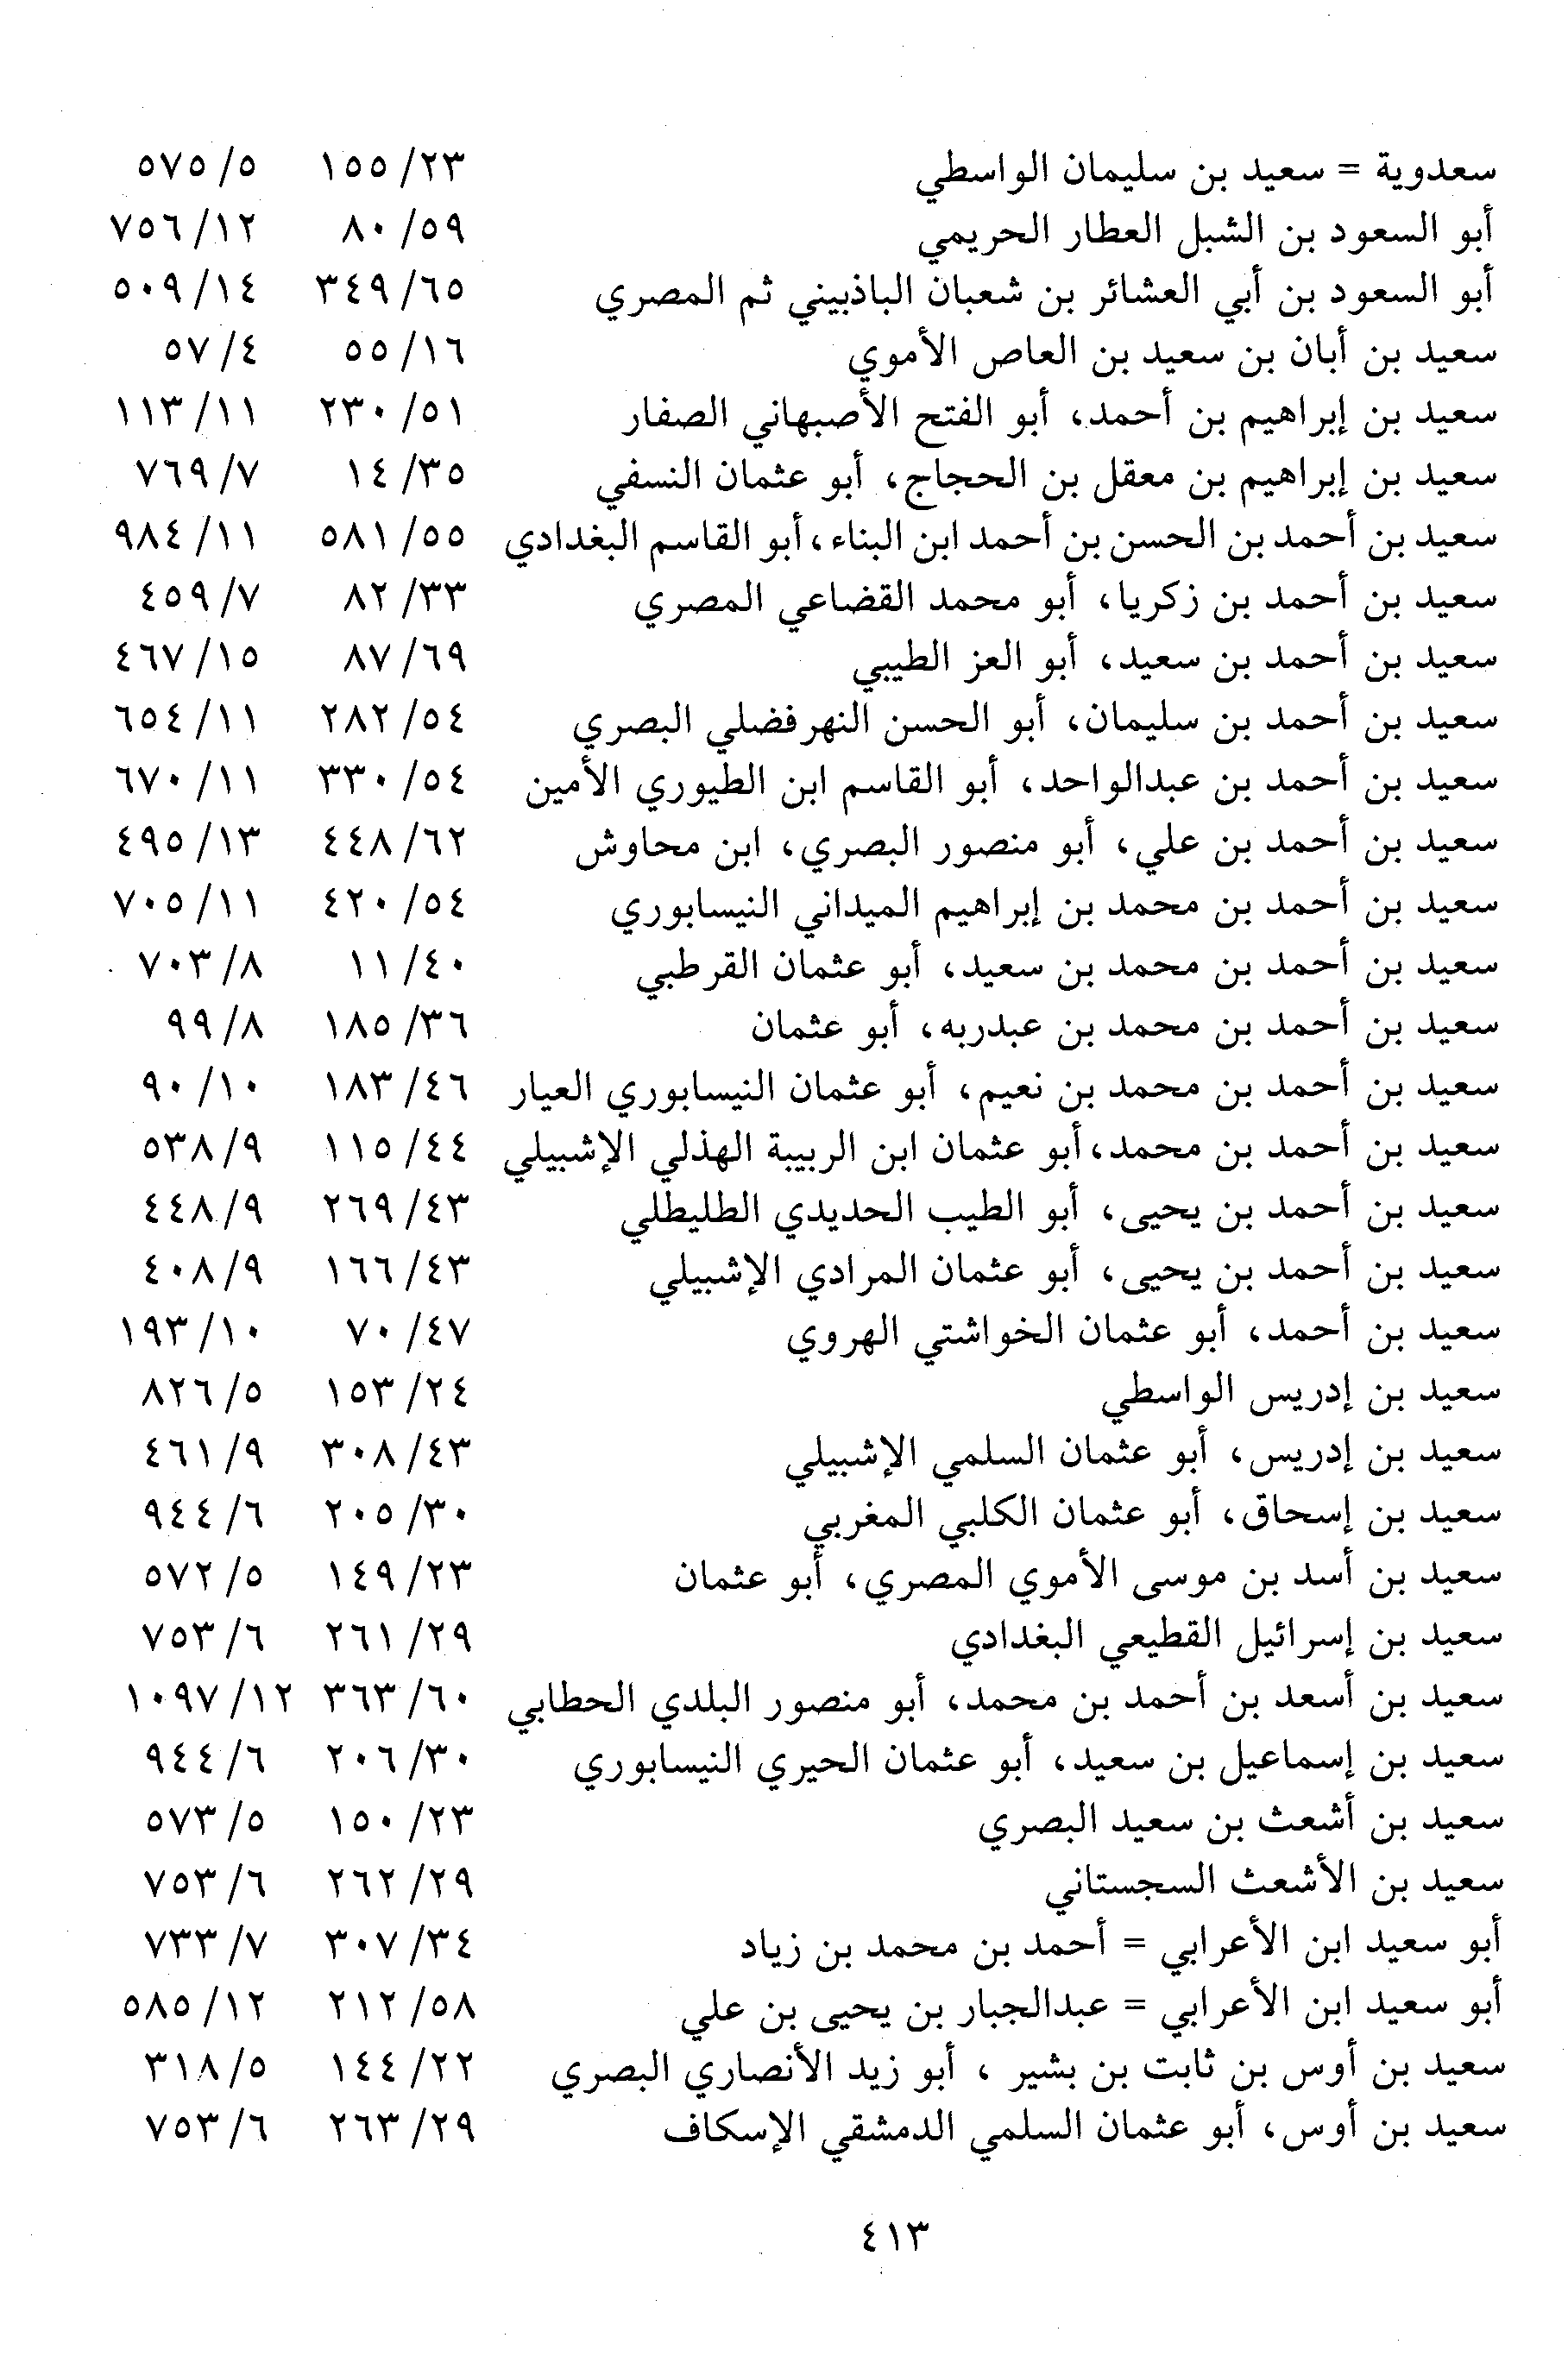 سعدوية = سعيد بن سليمان الواسطي ٢٣/ ١٥٥ ٥/ ٥٧٥
أبو السعود بن الشبل العطار الحريمي ٥٩/ ٨٠ ١٢/ ٧٥٦
أبو السعود بن أبي العشائر بن شعبان الباذبيني ثم المصري ٦٥/ ٣٤٩ ١٤/ ٥٠٩
سعيد بن أبان بن سعيد بن العاص الأموي ١٦/ ٥٥ ٤/ ٥٧
سعيد بن إبراهيم بن أحمد، أبو الفتح الأصبهاني الصفار ٥١/ ٢٣٠ ١١/ ١١٣
سعيد بن إبراهيم بن معقل بن الحجاج، أبو عثمان النسفي ٣٥/ ١٤ ٧/ ٧٦٩
سعيد بن أحمد بن الحسن بن أحمد ابن البناء، أبو القاسم البغدادي ٥٥/ ٥٨١ ١١/ ٩٨٤
سعيد بن أحمد بن زكريا، أبو محمد القضاعي المصري ٣٣/ ٨٢ ٧/ ٤٥٩
سعيد بن أحمد بن سعيد، أبو العز الطيبي ٦٩/ ٨٧ ١٥/ ٤٦٧
سعيد بن أحمد بن سليمان، أبو الحسن النهرفضلي البصري ٥٤/ ٢٨٢ ١١/ ٦٥٤
سعيد بن أحمد بن عبدالواحد، أبو القاسم ابن الطيوري الأمين ٥٤/ ٣٣٠ ١١/ ٦٧٠
سعيد بن أحمد بن علي، أبو منصور البصري، ابن محاوش ٦٢/ ٤٤٨ ١٣/ ٤٩٥
سعيد بن أحمد بن محمد بن إبراهيم الميداني النيسابوري ٥٤/ ٤٢٠ ١١/ ٧٠٥
سعيد بن أحمد بن محمد بن سعيد، أبو عثمان القرطبي ٤٠/ ١١ ٨/ ٧٠٣
سعيد بن أحمد بن محمد بن عبدربه، أبو عثمان ٣٦/ ١٨٥ ٨/ ٩٩
سعيد بن أحمد بن محمد بن نعيم، أبو عثمان النيسابوري العيار ٤٦/ ١٨٣ ١٠/ ٩٠
سعيد بن أحمد بن محمد، أبو عثمان ابن الربيبة الهذلي الإشبيلي ٤٤/ ١١٥ ٩/ ٥٣٨
سعيد بن أحمد بن يحيى، أبو الطيب الحديدي الطليطلي ٤٣/ ٢٦٩ ٩/ ٤٤٨
سعيد بن أحمد بن يحيى، أبو عثمان المرادي الإشبيلي ٤٣/ ١٦٦ ٩/ ٤٠٨
سعيد بن أحمد، أبو عثمان الخواشتي الهروي ٤٧/ ٧٠ ١٠/ ١٩٣
سعيد بن إدريس الواسطي ٢٤/ ١٥٣ ٥/ ٨٢٦
سعيد بن إدريس، أبو عثمان السلمي الإشبيلي ٤٣/ ٣٠٨ ٩/ ٤٦١
سعيد بن إسحاق، أبو عثمان الكلبي المغربي ٣٠/ ٢٠٥ ٦/ ٩٤٤
سعيد بن أسد بن موسى الأموي المصري، أبو عثمان ٢٣/ ١٤٩ ٥/ ٥٧٢
سعيد بن إسرائيل القطيعي البغدادي ٢٩/ ٢٦١ ٦/ ٧٥٣
سعيد بن أسعد بن أحمد بن محمد، أبو منصور البلدي الحطابي ٦٠/ ٣٦٣ ١٢/ ١٠٩٧
سعيد بن إسماعيل بن سعيد، أبو عثمان الحيري النيسابوري ٣٠/ ٢٠٦ ٦/ ٩٤٤
سعيد بن أشعث بن سعيد البصري ٢٣/ ١٥٠ ٥/ ٥٧٣
سعيد بن الأشعث السجستاني ٢٩/ ٢٦٢ ٦/ ٧٥٣
أبو سعيد ابن الأعرابي = أحمد بن محمد بن زياد ٣٤/ ٣٠٧ ٧/ ٧٣٣
أبو سعيد ابن الأعرابي = عبدالجبار بن يحيى بن علي ٥٨/ ٢١٢ ١٢/ ٥٨٥
سعيد بن أوس بن ثابت بن بشير ، أبو زيد الأنصاري البصري ٢٢/ ١٤٤ ٥/ ٣١٨
سعيد بن أوس، أبو عثمان السلمي الدمشقي الإسكاف ٢٩/ ٢٦٣ ٦/ ٧٥٣
٤١٣